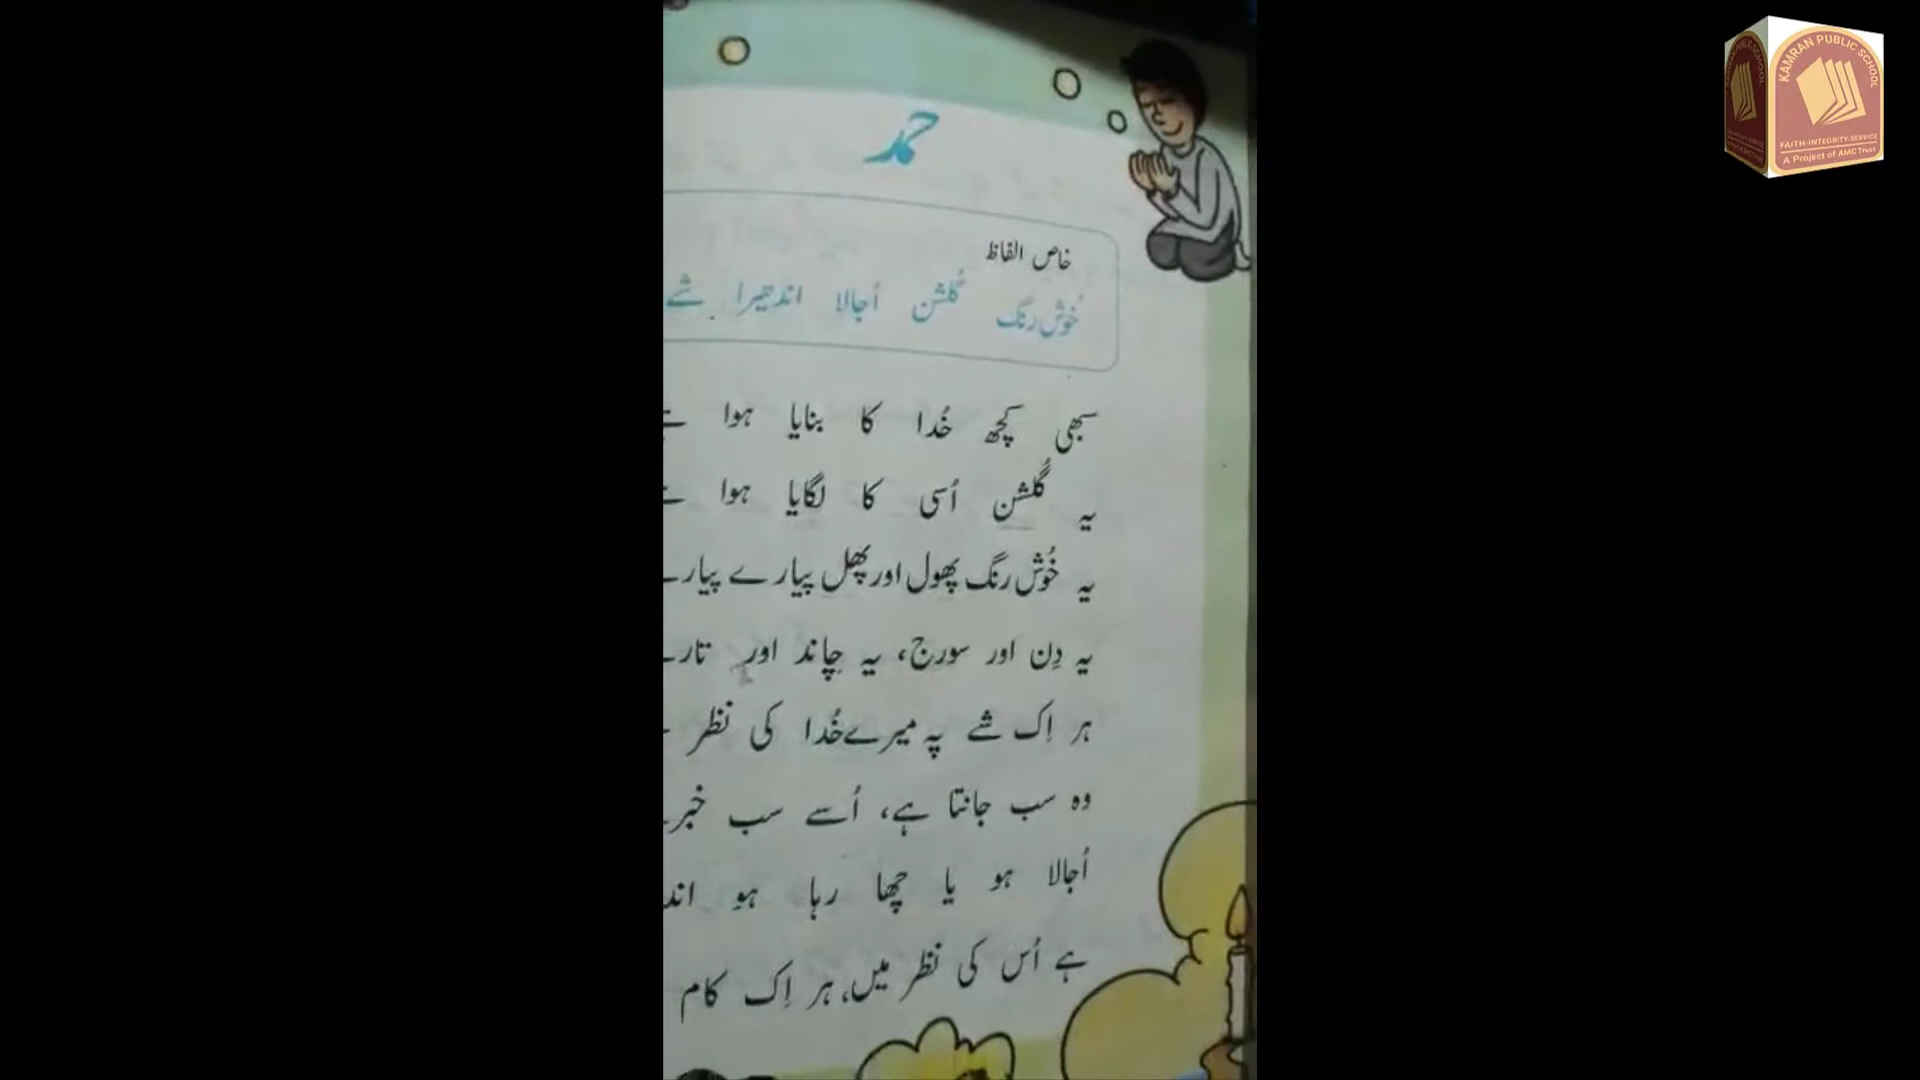 حمد
خاص الفاظ
خُوش رنگ گُلشن اُجالا اندھیرا شے
سبھی کچھ خُدا کا بنایا ہوا
یہ گُلشن اُسی کا لگایا ہوا
یہ خُوش رنگ پھول اور پھل پیارے پیارے
یہ دِن اور سورج، یہ چاند اور تارے
ہر اِک شے پہ میرے خُدا کی نظر
وہ سب جانتا ہے، اُسے سب خبر
اُجالا ہو یا چھا رہا ہو
ہے اُس کی نظر میں، ہر اِک کام
KAMRAN PUBLIC SCHOOL
FAITH-INTEGRITY-SERVICE
A Project of AMC Trust